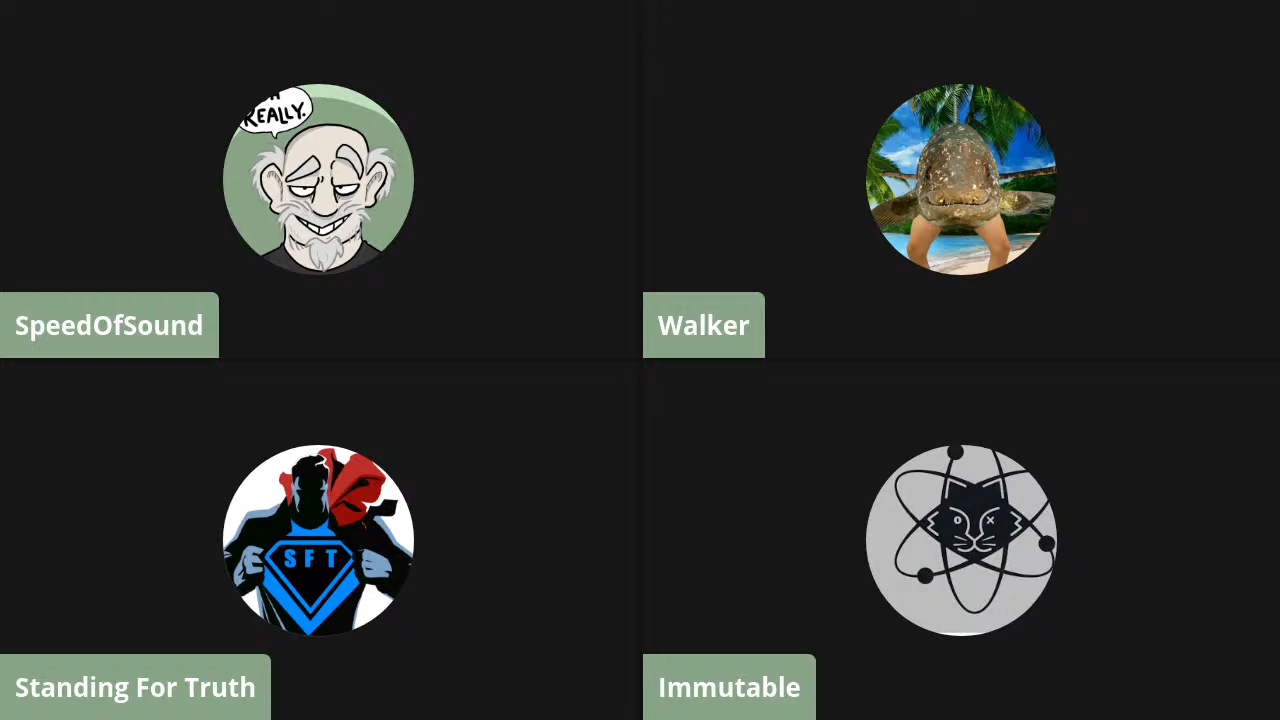 REALLY.
SpeedOfSound
Walker
SFT
Standing For Truth
Immutable